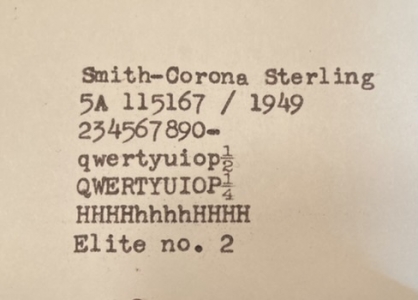 Smith-Corona Sterling
5A 115167 / 1949
234567890-
qwertyuiop½
QWERTYUIOP¼
HHHHhhhhHHHH
Elite no. 2